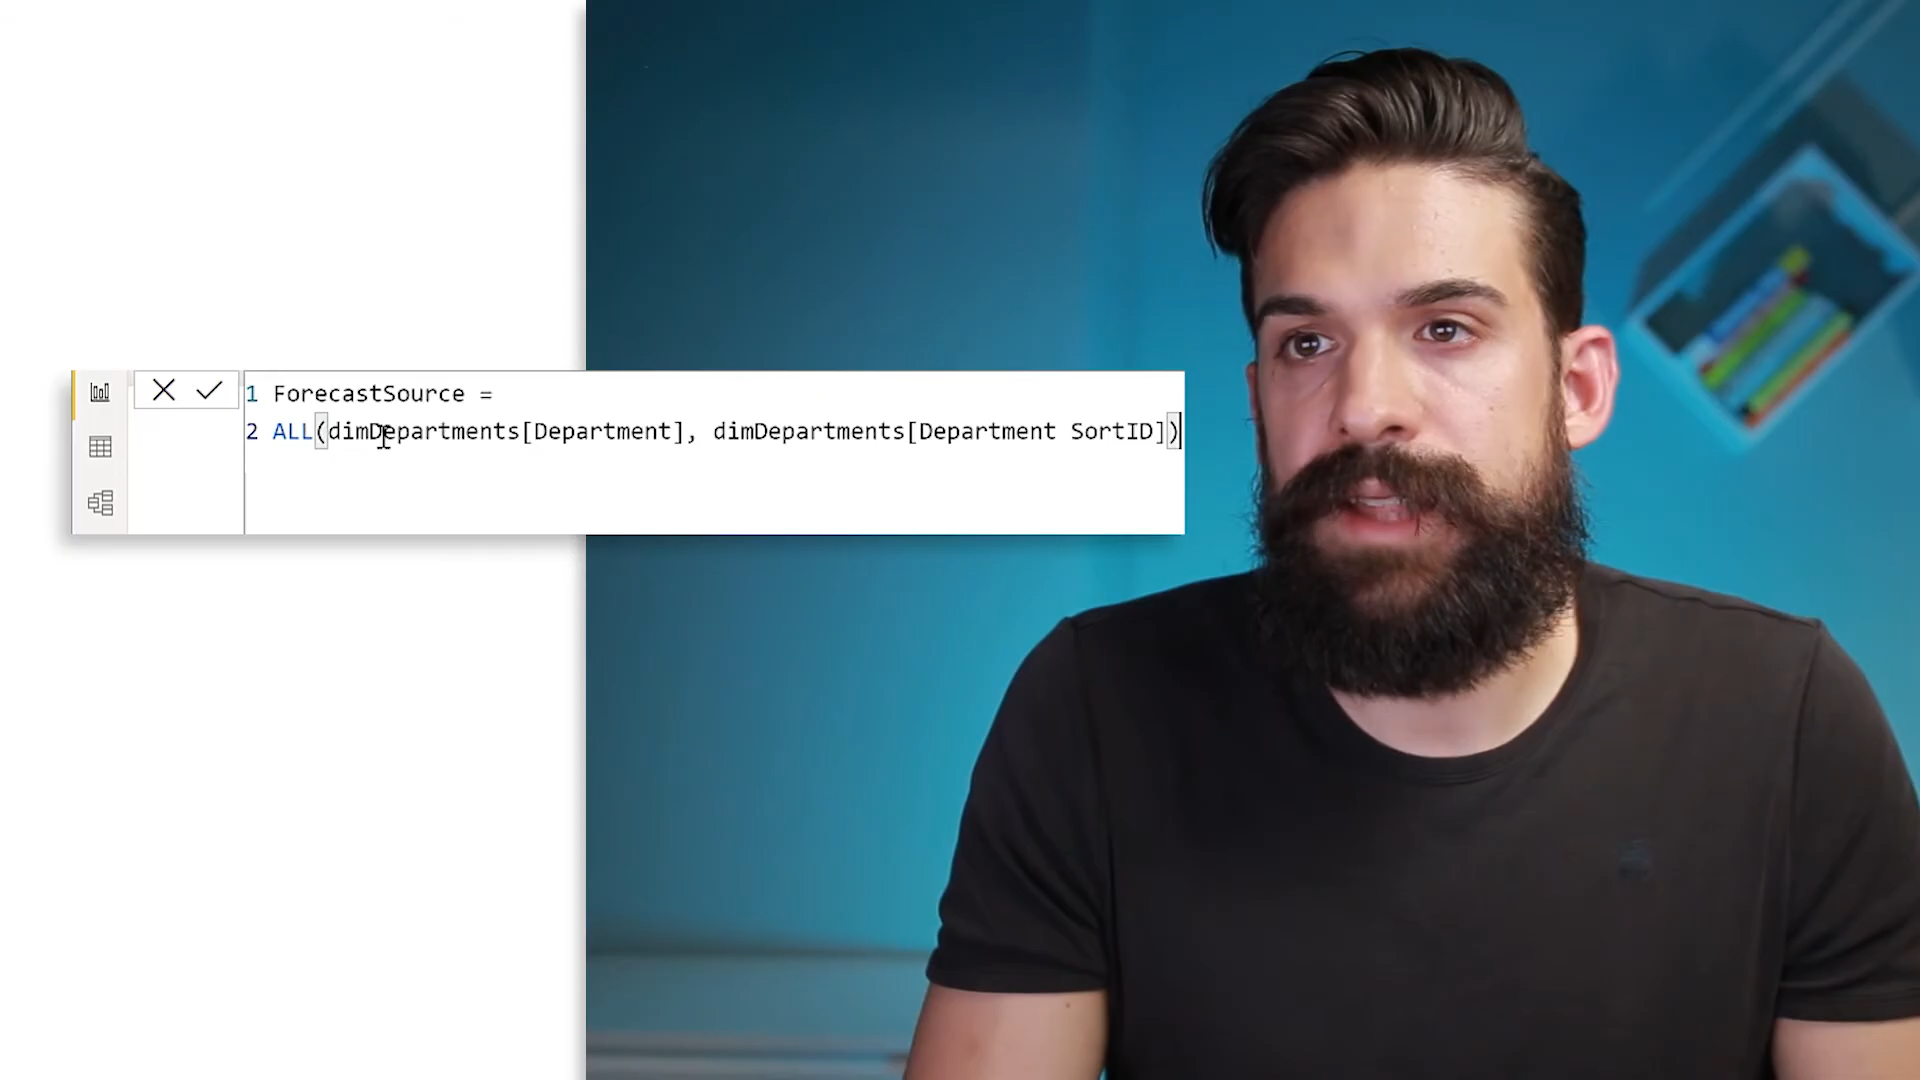 1 ForecastSource =
2 ALL(dimDepartments[Department], dimDepartments[Department SortID])